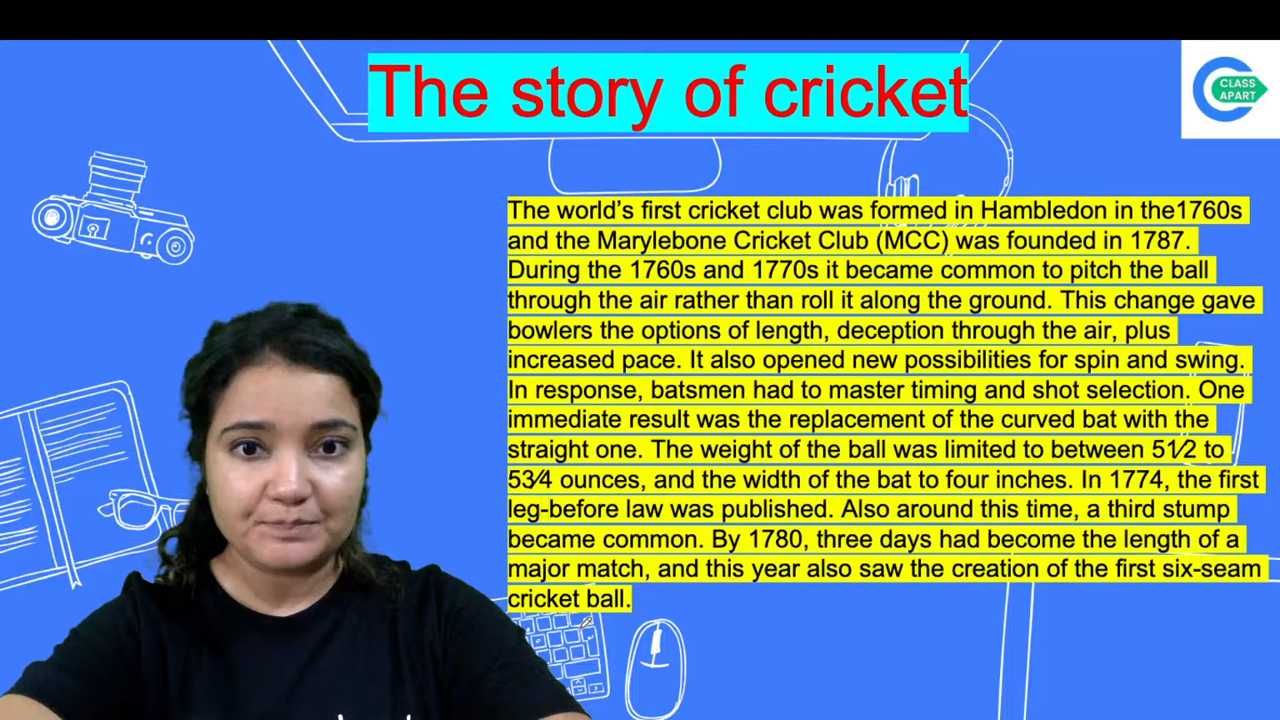 The story of cricket
CLASS
APART
The world's first cricket club was formed in Hambledon in the1760s
and the Marylebone Cricket Club (MCC) was founded in 1787.
During the 1760s and 1770s it became common to pitch the ball
through the air rather than roll it along the ground. This change gave
bowlers the options of length, deception through the air, plus
increased pace. It also opened new possibilities for spin and swing.
In response, batsmen had to master timing and shot selection. One
immediate result was the replacement of the curved bat with the
straight one. The weight of the ball was limited to between 51⁄2 to
53⁄4 ounces, and the width of the bat to four inches. In 1774, the first
leg-before law was published. Also around this time, a third stump
became common. By 1780, three days had become the length of a
major match, and this year also saw the creation of the first six-seam
cricket ball.